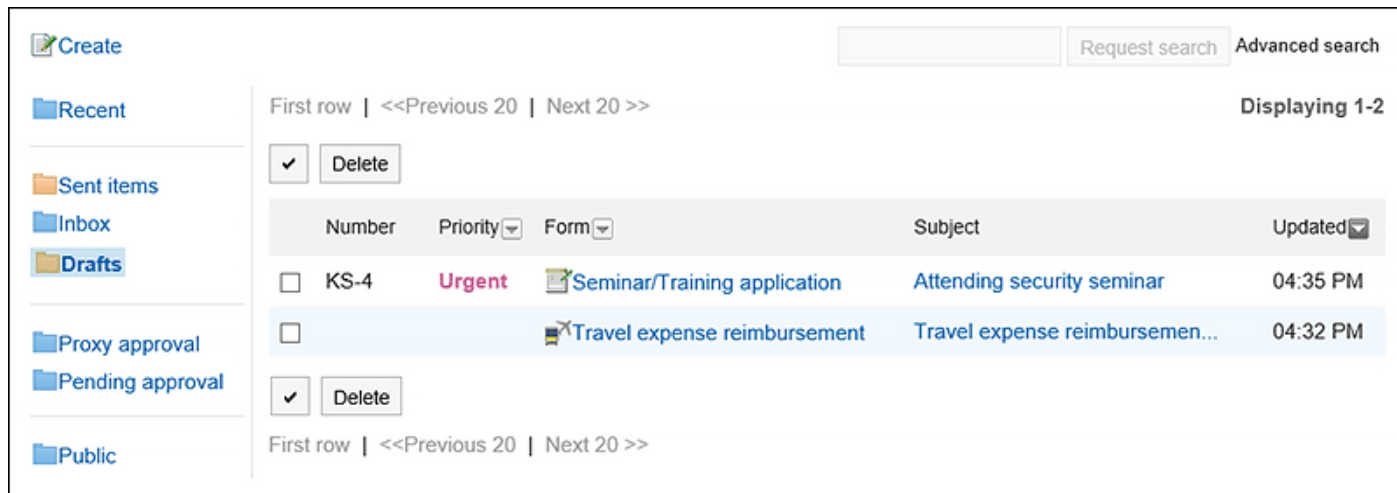 Create
Request search Advanced search
Recent
First row | <<Previous 20 | Next 20 >>
Displaying 1-2
Delete
Sent items
Inbox
Drafts
Number Priority Form Subject Updated
KS-4 Urgent Seminar/Training application Attending security seminar 04:35 PM
Travel expense reimbursement Travel expense reimbursemen... 04:32 PM
Proxy approval
Pending approval
Delete
First row | <<Previous 20 | Next 20 >>
Public